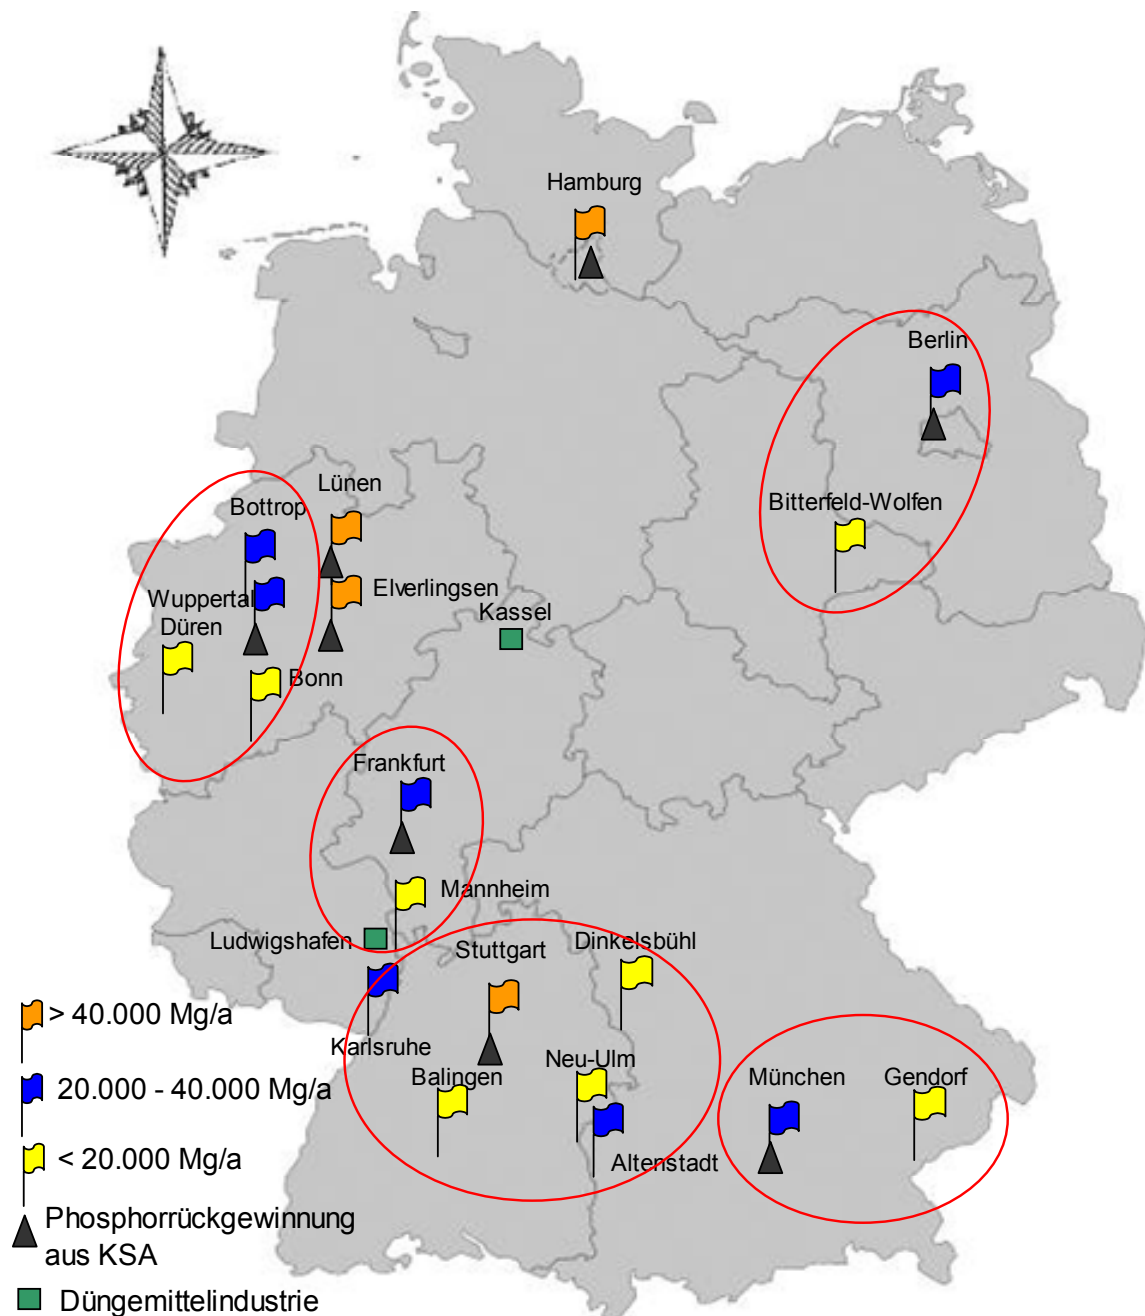 Hamburg
Berlin
Bitterfeld-Wolfen
Lünen
Bottrop
Elverlingsen
Wuppertal
Düren
Kassel
Bonn
Frankfurt
Mannheim
Ludwigshafen
Stuttgart
Dinkelsbühl
Karlsruhe
Balingen
Neu-Ulm
Altenstadt
München
Gendorf
> 40.000 Mg/a
20.000 - 40.000 Mg/a
< 20.000 Mg/a
Phosphorrückgewinnung
aus KSA
Düngemittelindustrie